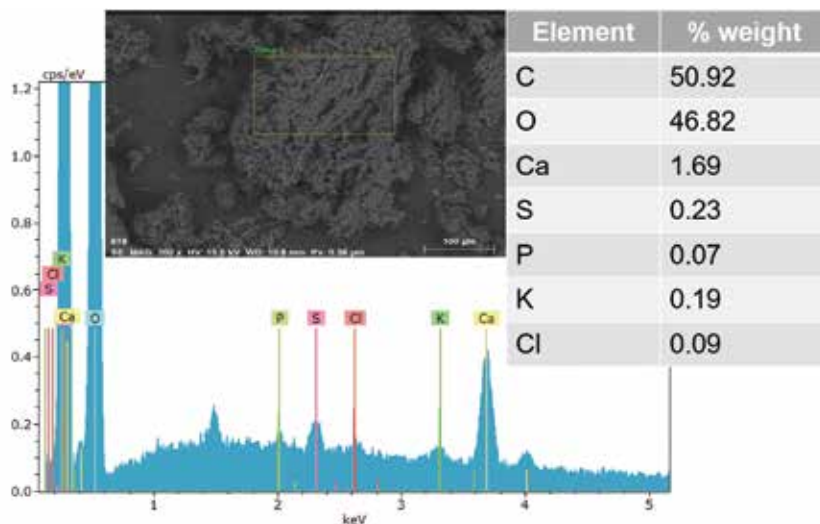 cps/eV
1.2
1.0
0.8
0.6
0.4
0.2
0.0
K
Cl
S
Ca
O
P
S
Cl
K
Ca
1
2
3
4
5
keV
100 µm
Element % weight
C 50.92
O 46.82
Ca 1.69
S 0.23
P 0.07
K 0.19
Cl 0.09